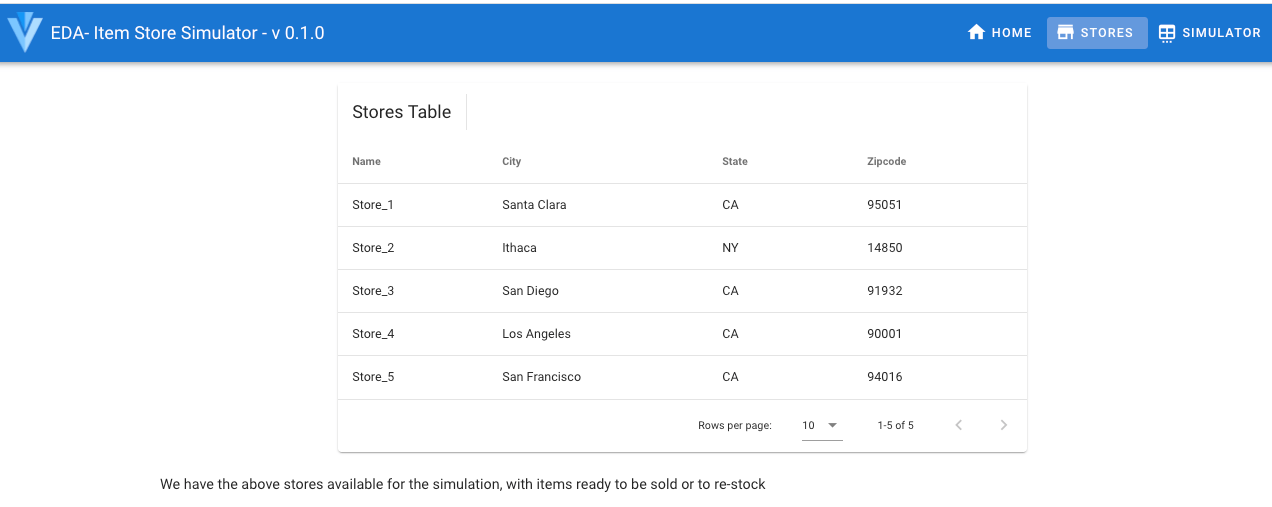 EDA- Item Store Simulator - v 0.1.0 HOME STORES SIMULATOR
Stores Table
Name City State Zipcode
Store_1 Santa Clara CA 95051
Store_2 Ithaca NY 14850
Store_3 San Diego CA 91932
Store_4 Los Angeles CA 90001
Store_5 San Francisco CA 94016
Rows per page: 10 1-5 of 5
We have the above stores available for the simulation, with items ready to be sold or to re-stock